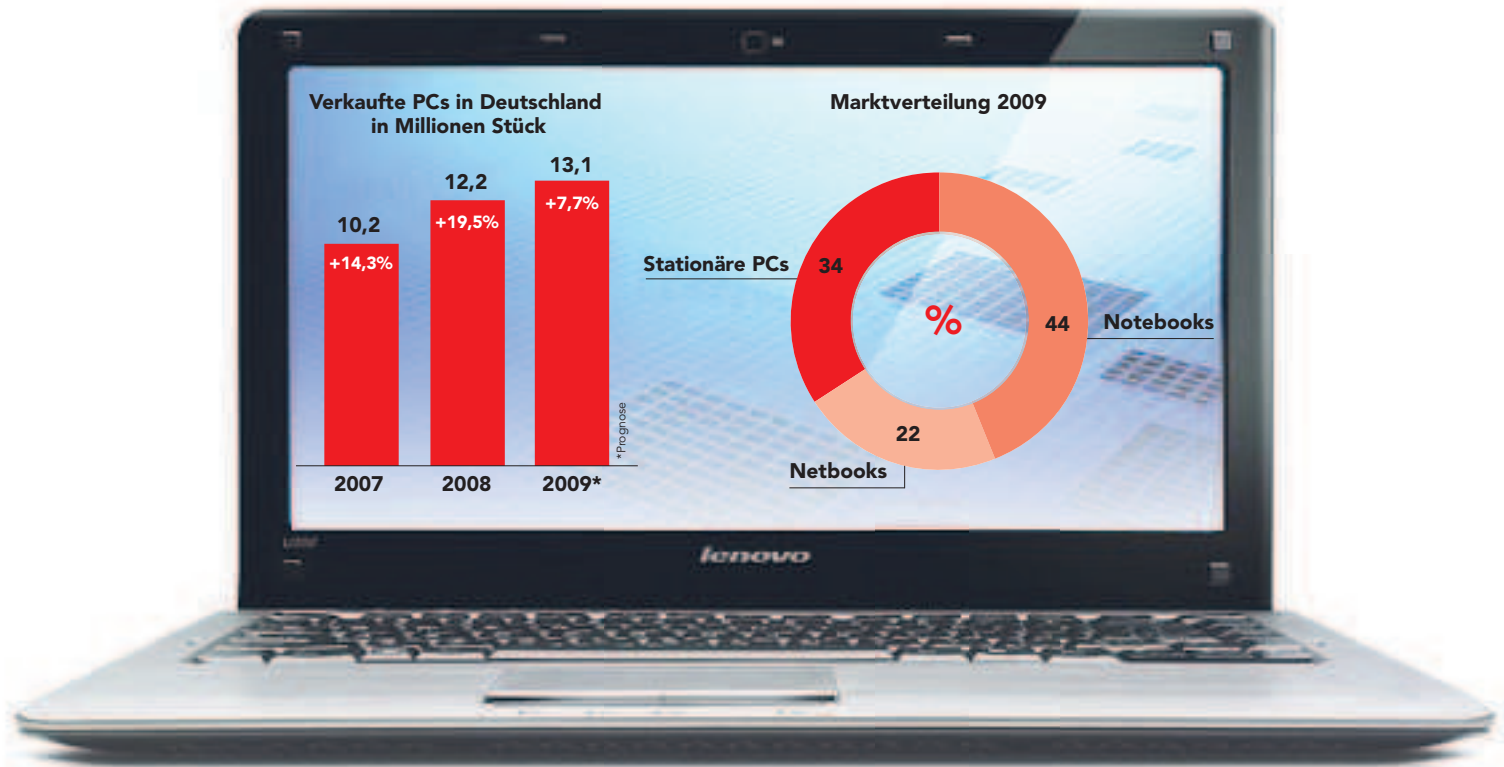 Verkaufte PCs in Deutschland
in Millionen Stück
10,2
+14,3%
12,2
+19,5%
13,1
+7,7%
*Prognose
2007
2008
2009*
Marktverteilung 2009
Stationäre PCs
34
%
44
Notebooks
22
Netbooks
lenovo